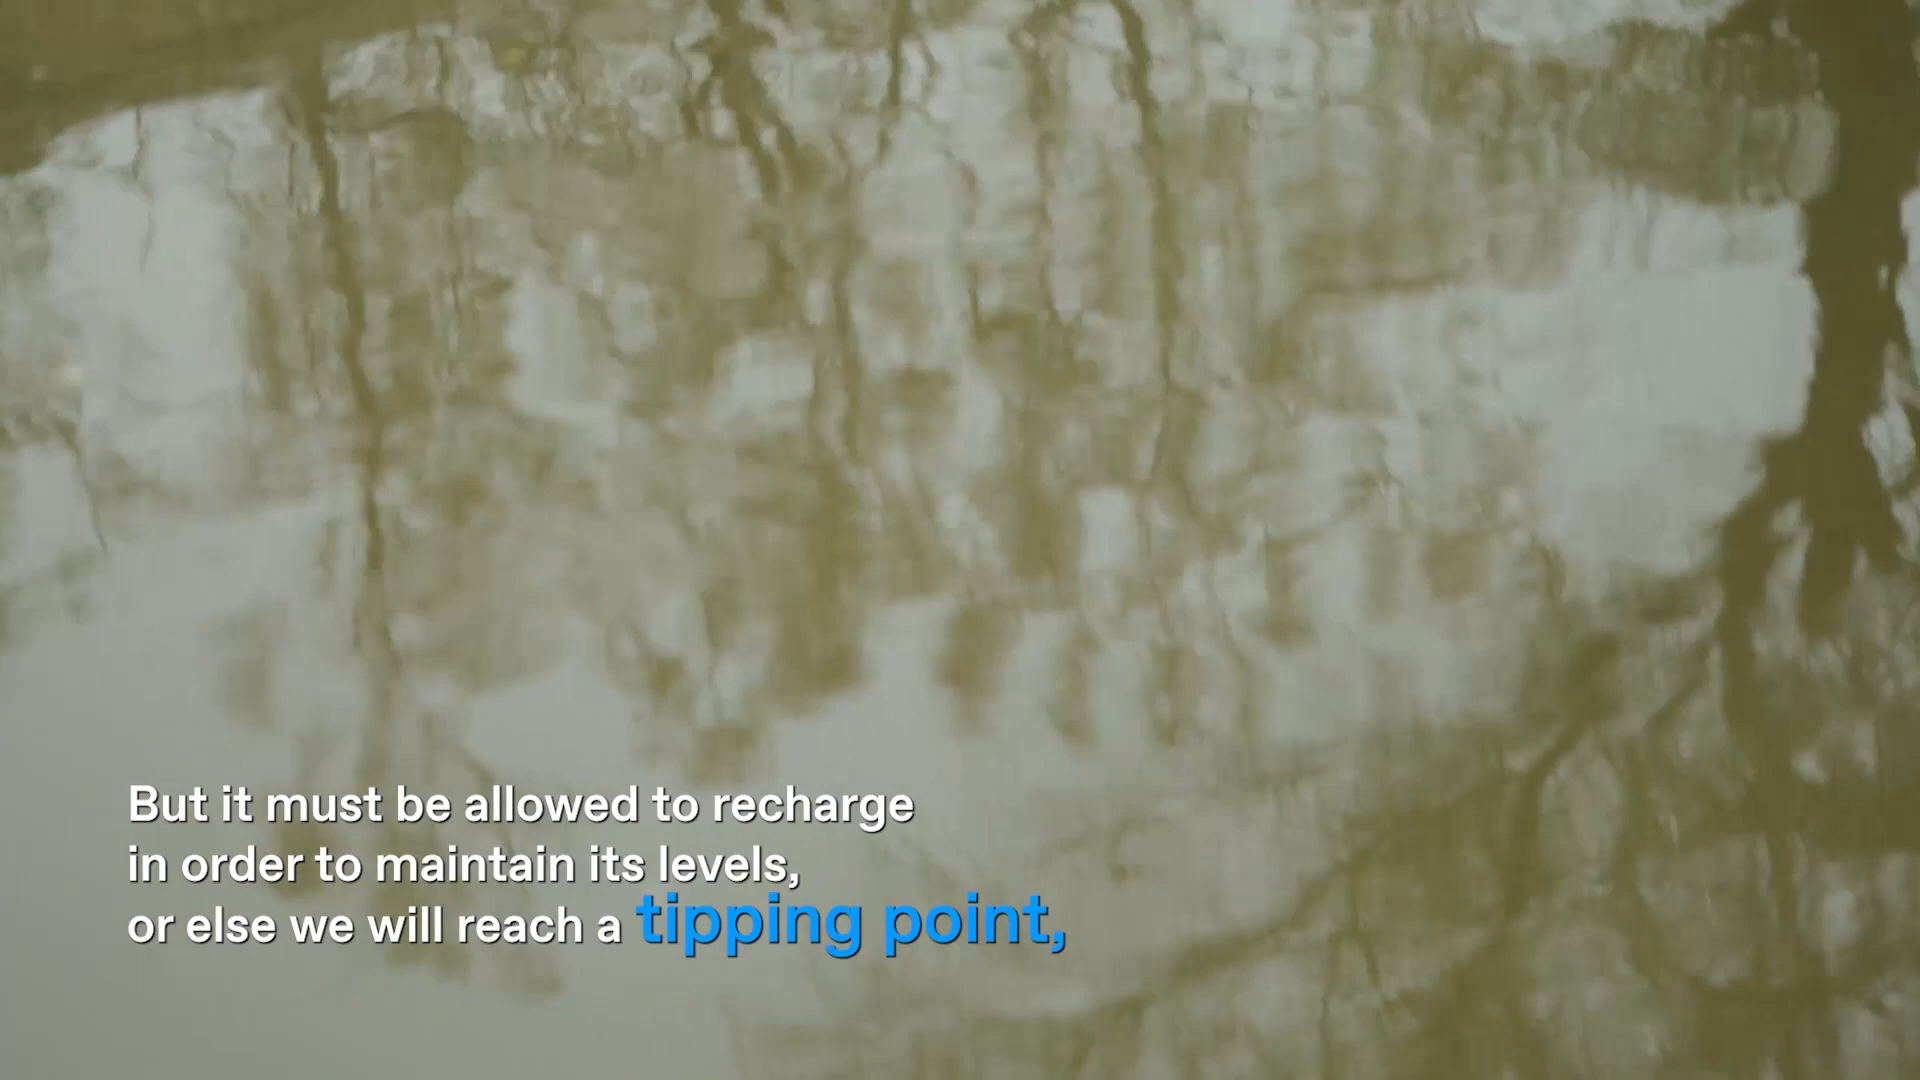 But it must be allowed to recharge
in order to maintain its levels,
or else we will reach a tipping point,